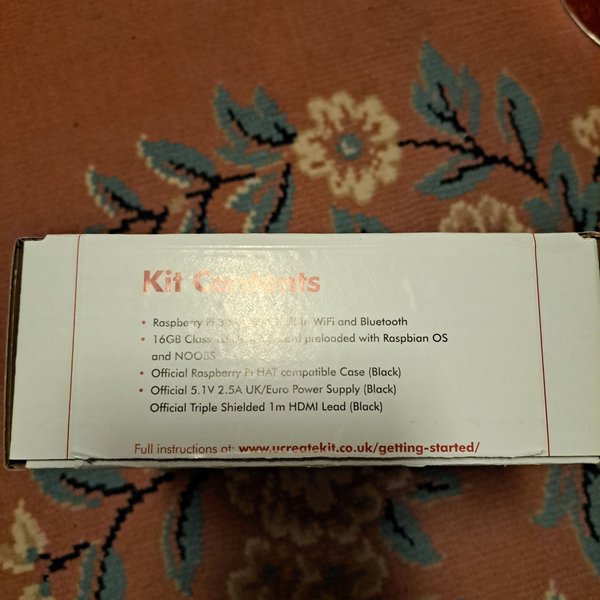 Kit Contents
• Raspberry Pi WiFi and Bluetooth
• 16GB Class preloaded with Raspbian OS
and NOOBS
• Official Raspberry Pi HAT compatible Case (Black)
• Official 5.1V 2.5A UK/Euro Power Supply (Black)
Official Triple Shielded 1m HDMI Lead (Black)
Full instructions at: www.ucreatekit.co.uk/getting-started/